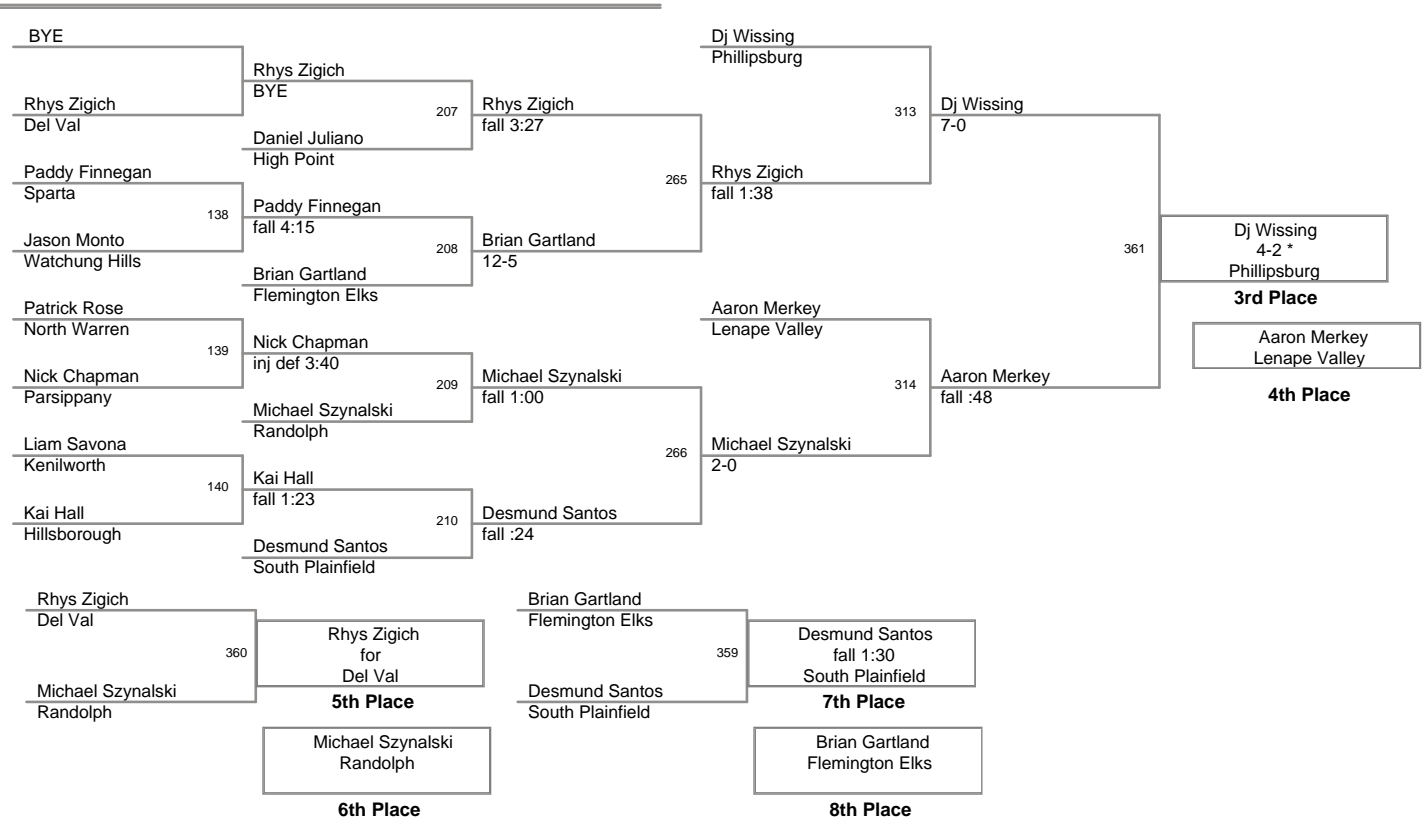 BYE
Rhys Zigich
Del Val
Paddy Finnegan
Sparta
138
Jason Monto
Watchung Hills
Patrick Rose
North Warren
139
Nick Chapman
Parsippany
Liam Savona
Kenilworth
140
Kai Hall
Hillsborough
Rhys Zigich
BYE
207
Daniel Juliano
High Point
Paddy Finnegan
fall 4:15
208
Brian Gartland
Flemington Elks
Nick Chapman
inj def 3:40
209
Michael Szynalski
Randolph
Kai Hall
fall 1:23
210
Desmund Santos
South Plainfield
Rhys Zigich
fall 3:27
265
Brian Gartland
12-5
Michael Szynalski
fall 1:00
266
Desmund Santos
fall :24
Dj Wissing
Phillipsburg
313
Rhys Zigich
fall 1:38
Aaron Merkey
Lenape Valley
314
Michael Szynalski
2-0
Dj Wissing
7-0
361
Aaron Merkey
fall :48
Dj Wissing
4-2 *
Phillipsburg
3rd Place
Aaron Merkey
Lenape Valley
4th Place
Rhys Zigich
Del Val
360
Michael Szynalski
Randolph
Rhys Zigich
for
Del Val
5th Place
Michael Szynalski
Randolph
6th Place
Brian Gartland
Flemington Elks
359
Desmund Santos
South Plainfield
Desmund Santos
fall 1:30
South Plainfield
7th Place
Brian Gartland
Flemington Elks
8th Place